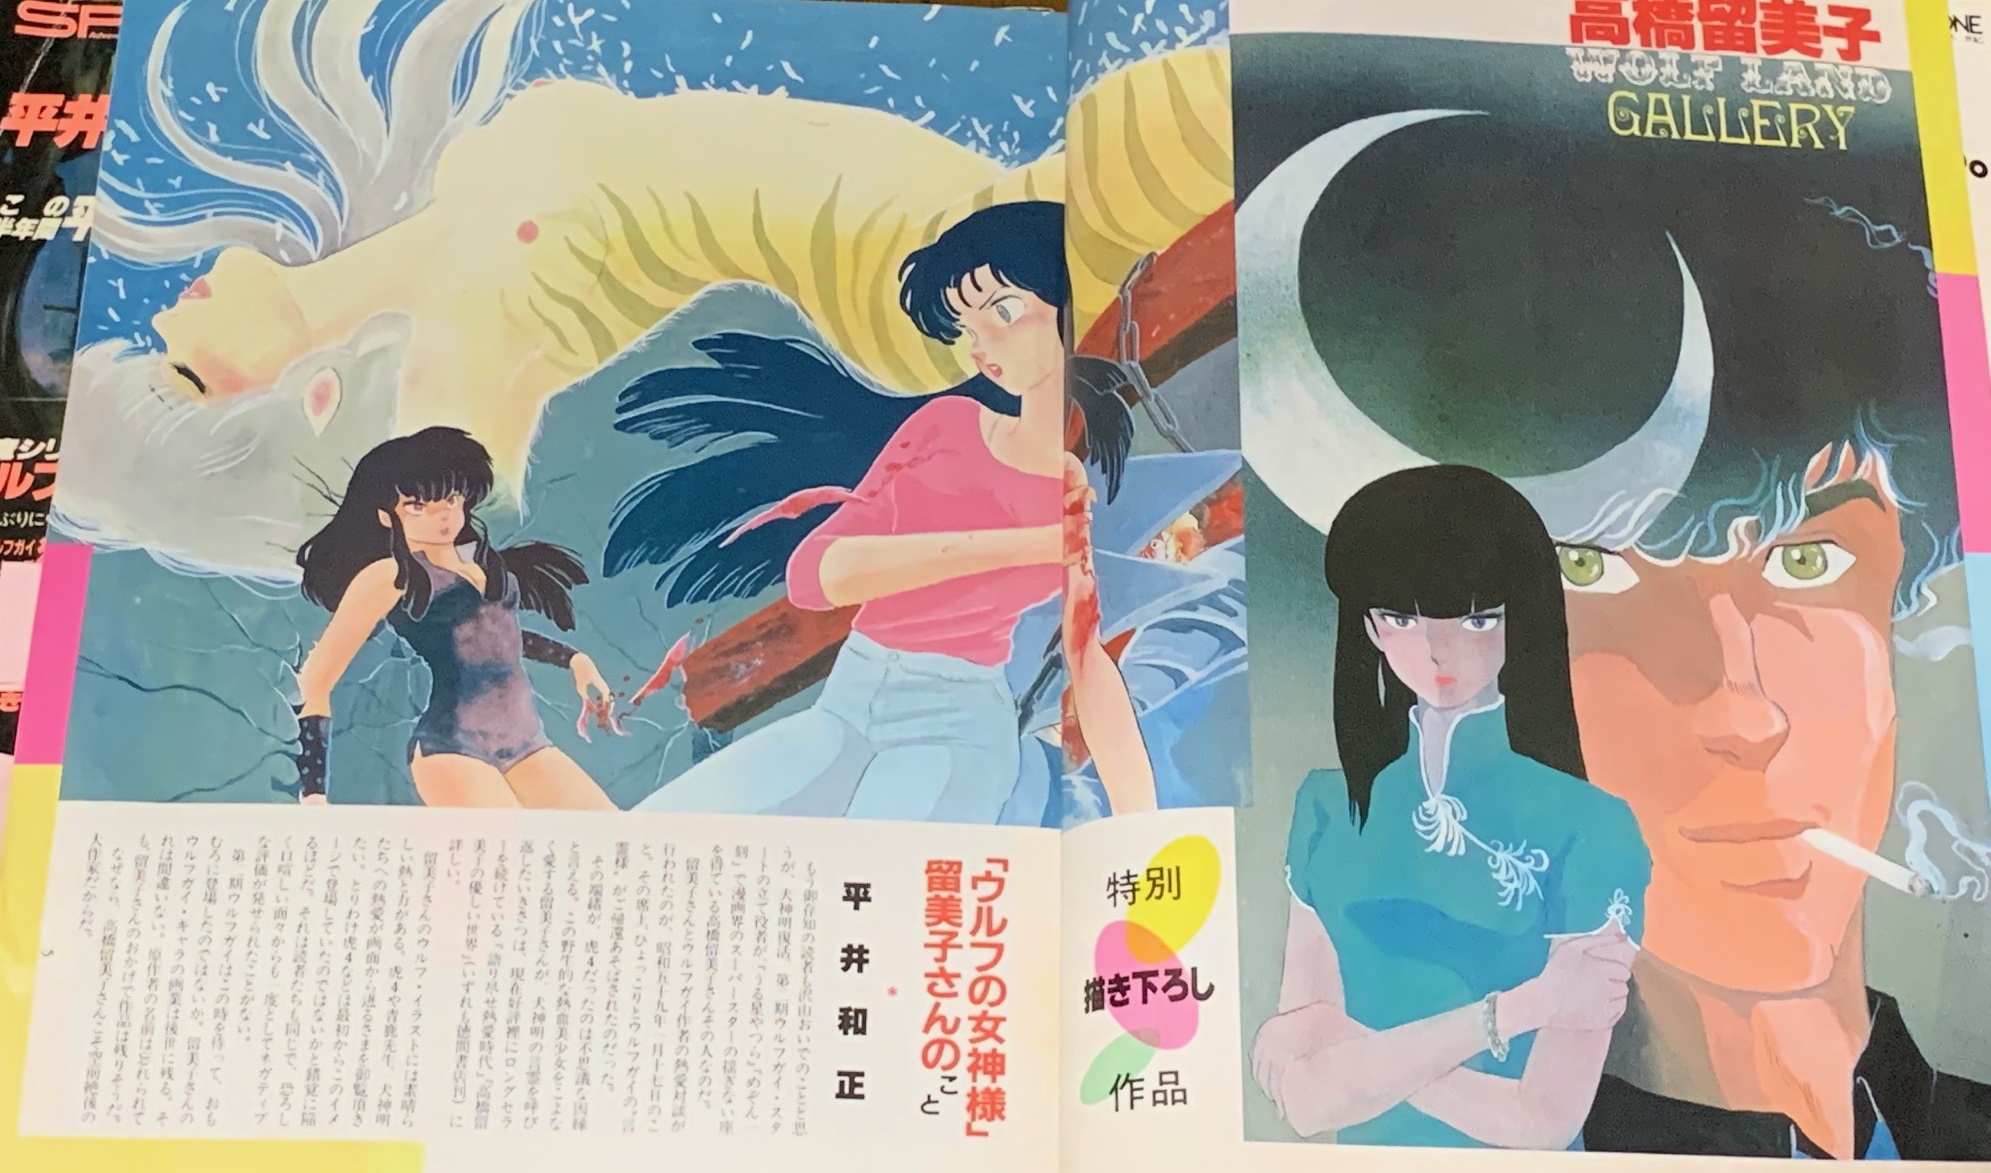 高橋留美子
WOLF LAND
GALLERY
特別
描き下ろし
作品
「ウルフの女神様」
留美子さんのこと
平井和正
*
もう御存知の読者も沢山おいでのことと思
うが、犬神明復活、第二期ウルフガイ・スタ
ートの立て役者が「うる星やつら」「めぞん一
刻」で漫画界のスーパースターの揺ぎない座
を得ている高橋留美子さんその人なのだ。
留美子さんとウルフガイ作者の熱愛対談が
行われたのが、昭和五十九年一月十七日のこ
と。その席上、ひょっこりとウルフガイの〝言
霊様〟がご帰還あそばされたのだった。
その端緒が、虎4だったのは不思議な因縁
と言える。この野生的な熱血美少女をこよな
く愛する留美子さんが、犬神明の言霊を呼び
返したいきさつは、現在好評裡にロングセラ
ーを続けている『語り尽せ熱愛時代』『高橋留
美子の優しい世界』(いずれも徳間書店刊)に
詳しい。
留美子さんのウルフ・イラストには素晴ら
しい熱と力がある。虎4や青鹿先生、犬神明
たちへの熱愛が画面から迸るさまを御覧頂き
たい。とりわけ虎4などは最初からこのイメ
ージで登場していたのではないかと錯覚に陥
るほどだ。それは読者たちも同じで、恐ろし
く口喧しい面々からも一度としてネガティブ
な評価が発せられたことがない。
第二期ウルフガイはこの時を待って、おも
むろに登場したのではないか。留美子さんの
ウルフガイ・キャラの画業は後世に残る。そ
れは間違いない。原作者の名前は忘れられて
も、留美子さんのおかげで作品は残りそうだ。
なぜなら、高橋留美子さんこそ空前絶後の
大作家だからだ。
5
SF
平井
この
半年間
シリ
ルフ
ぶりに
ルフガイ
ONE